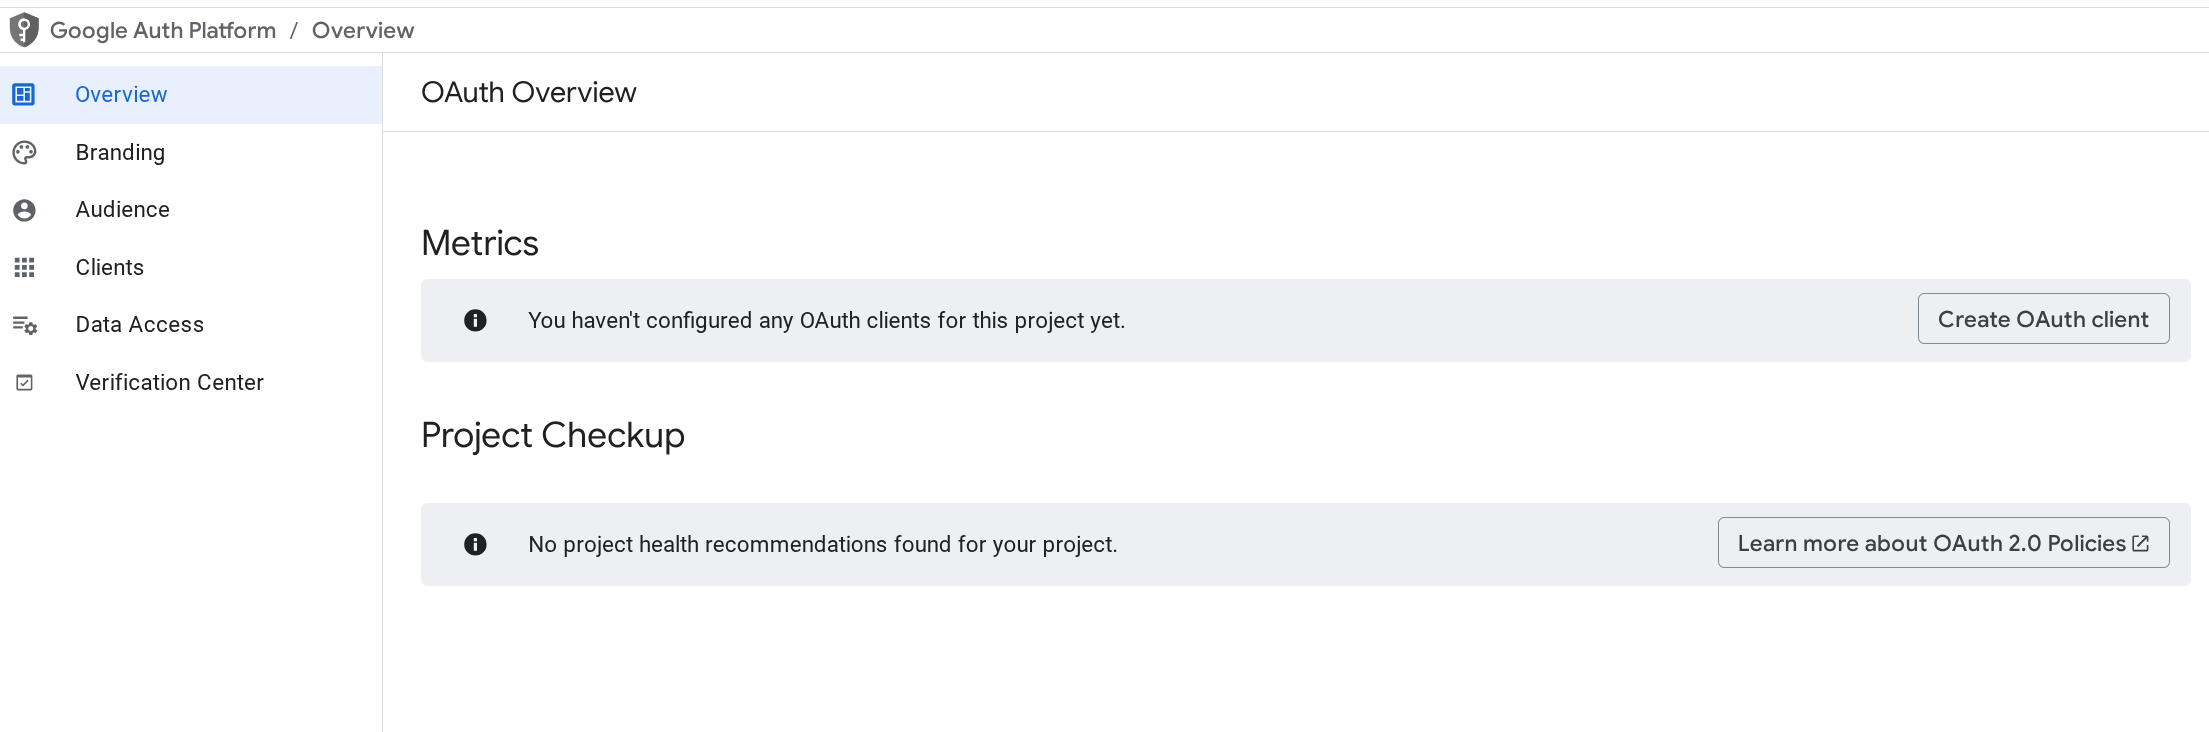 Google Auth Platform / Overview
Overview
Branding
Audience
Clients
Data Access
Verification Center
OAuth Overview
Metrics
You haven't configured any OAuth clients for this project yet.
Create OAuth client
Project Checkup
No project health recommendations found for your project.
Learn more about OAuth 2.0 Policies